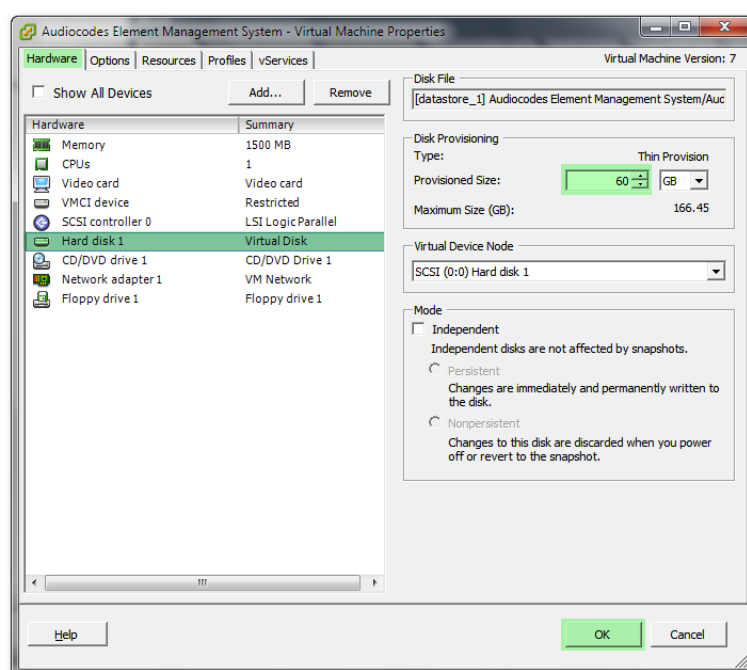 Audiocodes Element Management System - Virtual Machine Properties
Hardware Options Resources Profiles vServices Virtual Machine Version: 7
Show All Devices Add... Remove
Hardware Summary
Memory 1500 MB
CPUs 1
Video card Video card
VMCI device Restricted
SCSI controller 0 LSI Logic Parallel
Hard disk 1 Virtual Disk
CD/DVD drive 1 CD/DVD Drive 1
Network adapter 1 VM Network
Floppy drive 1 Floppy drive 1
Disk File
[datastore_1] Audiocodes Element Management System/Aud
Disk Provisioning
Type: Thin Provision
Provisioned Size: 60 GB
Maximum Size (GB): 166.45
Virtual Device Node
SCSI (0:0) Hard disk 1
Mode
Independent
Independent disks are not affected by snapshots.
Persistent
Changes are immediately and permanently written to
the disk.
Nonpersistent
Changes to this disk are discarded when you power
off or revert to the snapshot.
Help OK Cancel